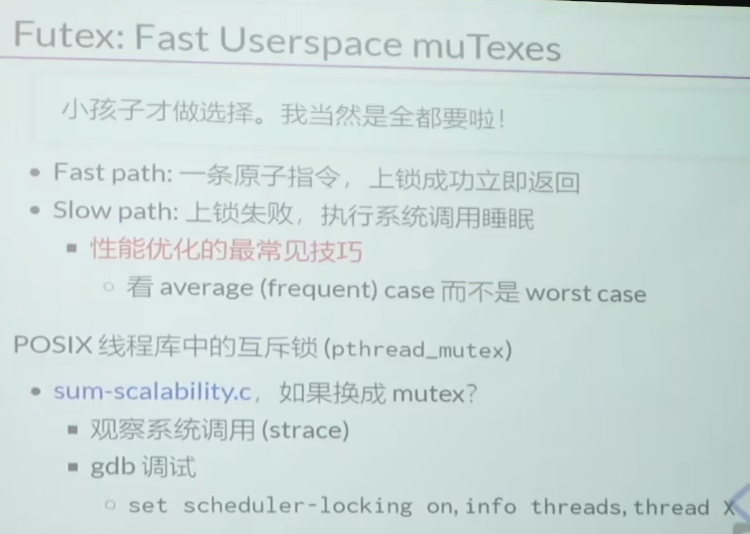 Futex: Fast Userspace muTexes
小孩子才做选择。我当然是全都要啦!
• Fast path: 一条原子指令，上锁成功立即返回
• Slow path: 上锁失败，执行系统调用睡眠
▪ 性能优化的最常见技巧
○ 看 average (frequent) case 而不是 worst case
POSIX 线程库中的互斥锁 (pthread_mutex)
• sum-scalability.c，如果换成 mutex?
▪ 观察系统调用 (strace)
▪ gdb 调试
○ set scheduler-locking on, info threads, thread X